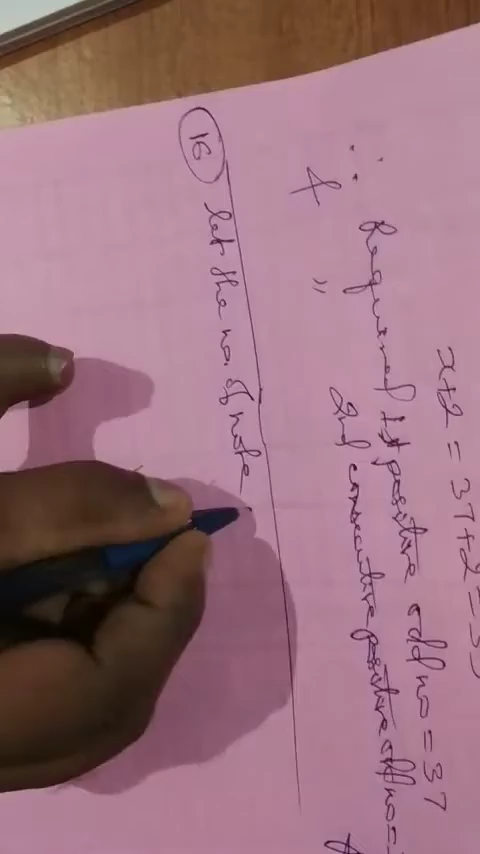 x+2 = 37+2 = 3
∴ Required 1st positive odd no = 37
& " 2nd consecutive positive odd no =
16 let the no. of note